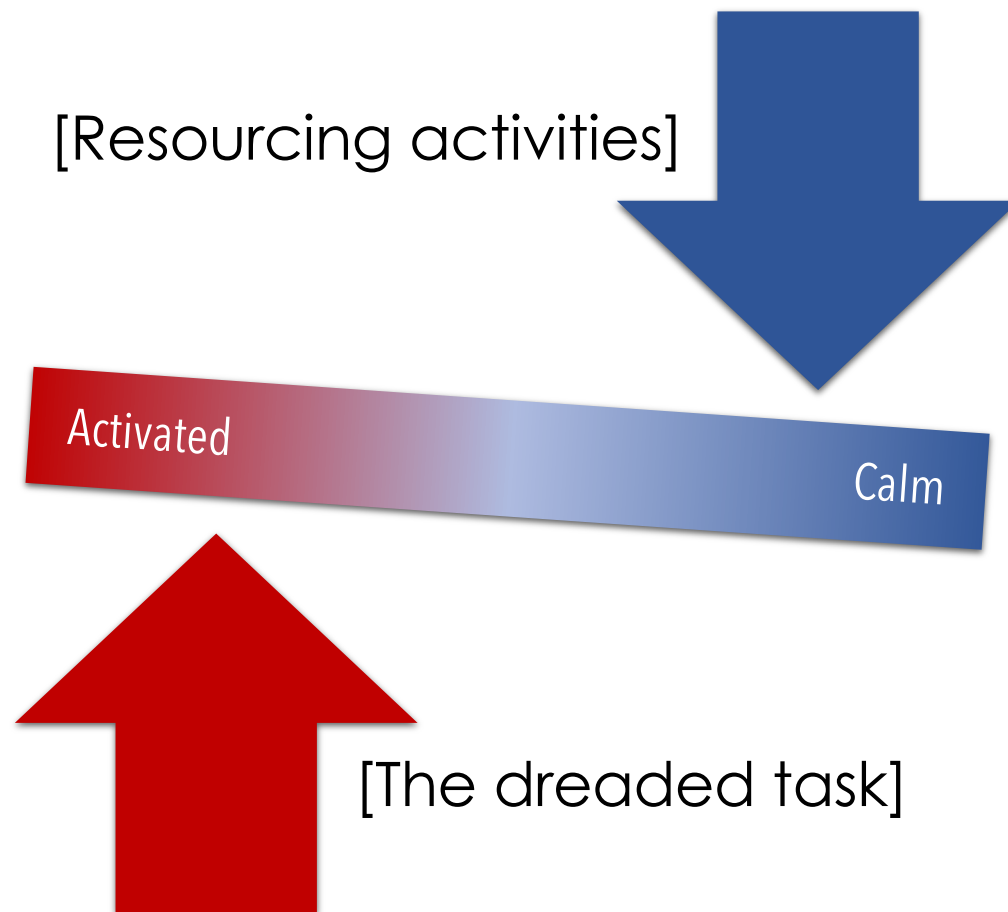 [Resourcing activities]
Activated
Calm
[The dreaded task]